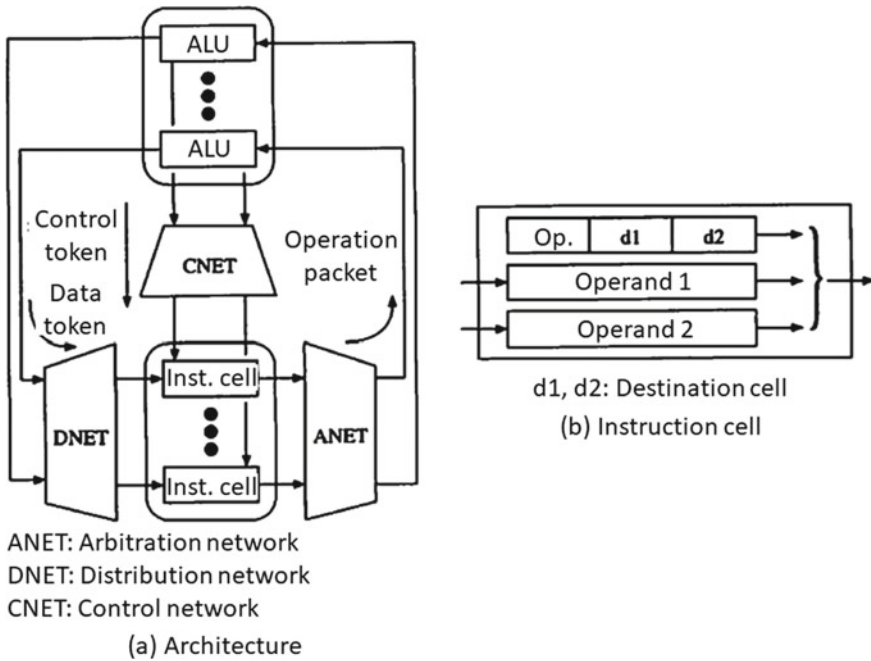 ALU
ALU
Control
token
CNET
Operation
packet
Data
token
DNET
Inst. cell
Inst. cell
ANET
ANET: Arbitration network
DNET: Distribution network
CNET: Control network
(a) Architecture
Op. d1 d2
Operand 1
Operand 2
d1, d2: Destination cell
(b) Instruction cell